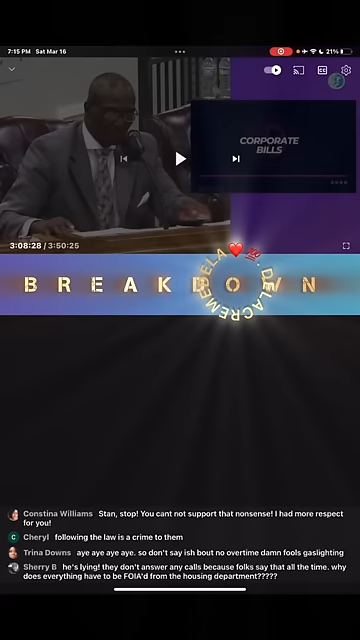 7:15 PM Sat Mar 16
21%
CORPORATE
BILLS
3:08:28 / 3:50:25
BREAKDOWN
BELA❤️💯. DELACREME
Constina Williams Stan, stop! You cant not support that nonsense! I had more respect
for you!
C Cheryl following the law is a crime to them
Trina Downs aye aye aye aye. so don't say ish bout no overtime damn fools gaslighting
Sherry B he's lying! they don't answer any calls because folks say that all the time. why
does everything have to be FOIA'd from the housing department?????